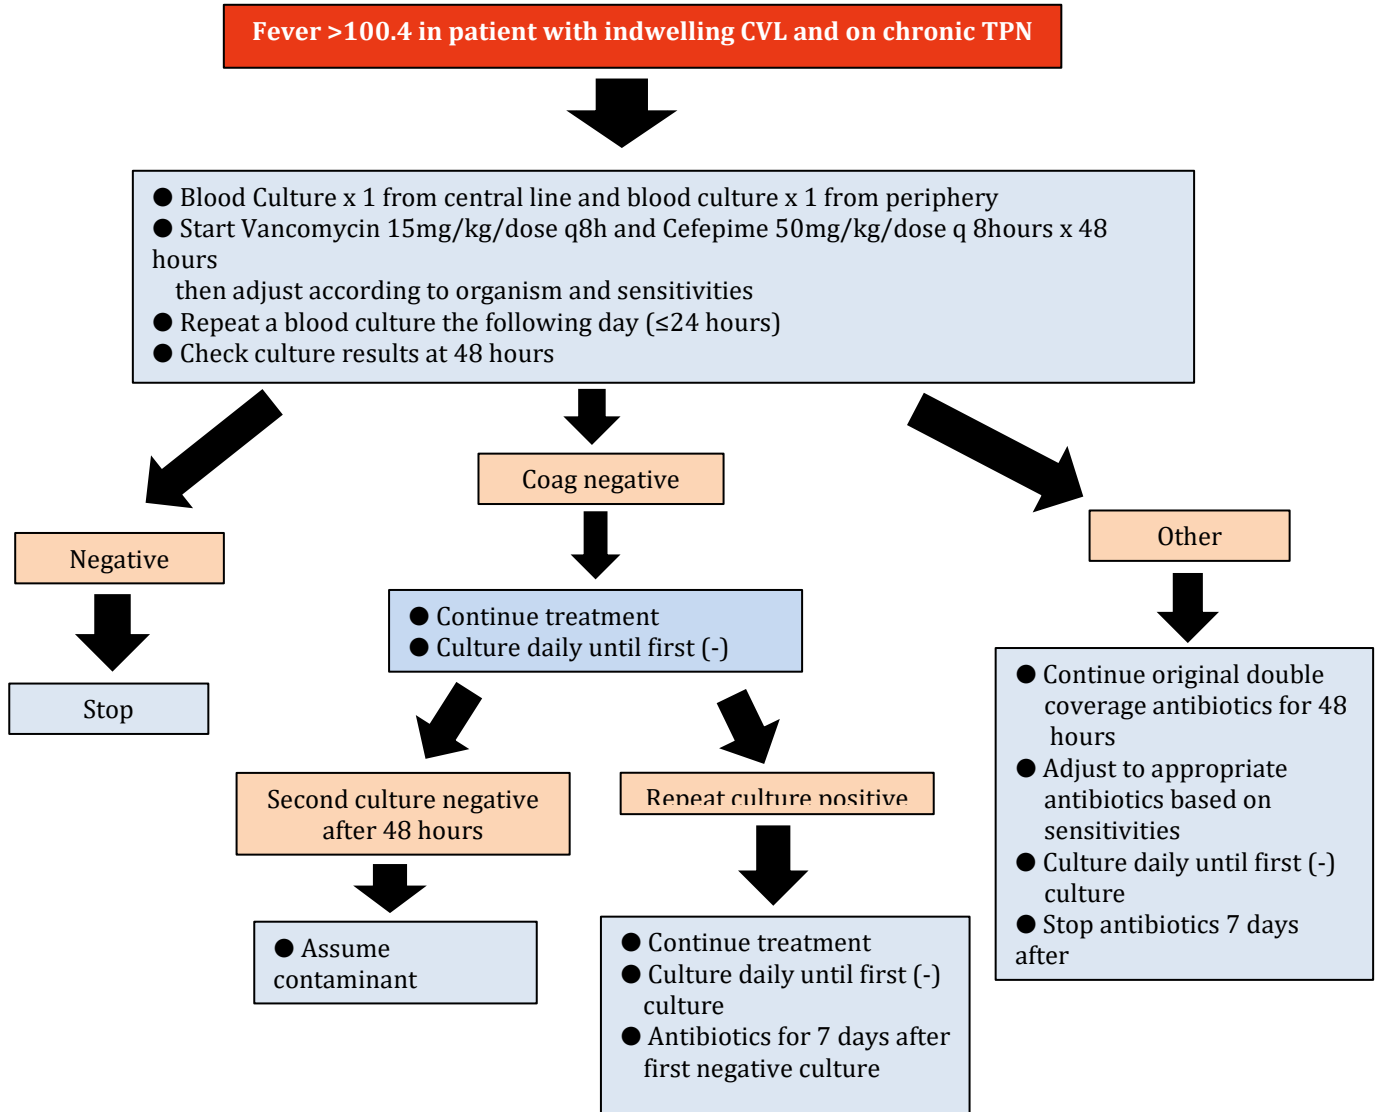 Fever >100.4 in patient with indwelling CVL and on chronic TPN
● Blood Culture x 1 from central line and blood culture x 1 from periphery
● Start Vancomycin 15mg/kg/dose q8h and Cefepime 50mg/kg/dose q 8hours x 48
hours
then adjust according to organism and sensitivities
● Repeat a blood culture the following day (≤24 hours)
● Check culture results at 48 hours
Negative
Stop
Coag negative
● Continue treatment
● Culture daily until first (-)
Second culture negative
after 48 hours
● Assume
contaminant
Repeat culture positive
● Continue treatment
● Culture daily until first (-)
culture
● Antibiotics for 7 days after
first negative culture
Other
● Continue original double
coverage antibiotics for 48
hours
● Adjust to appropriate
antibiotics based on
sensitivities
● Culture daily until first (-)
culture
● Stop antibiotics 7 days
after